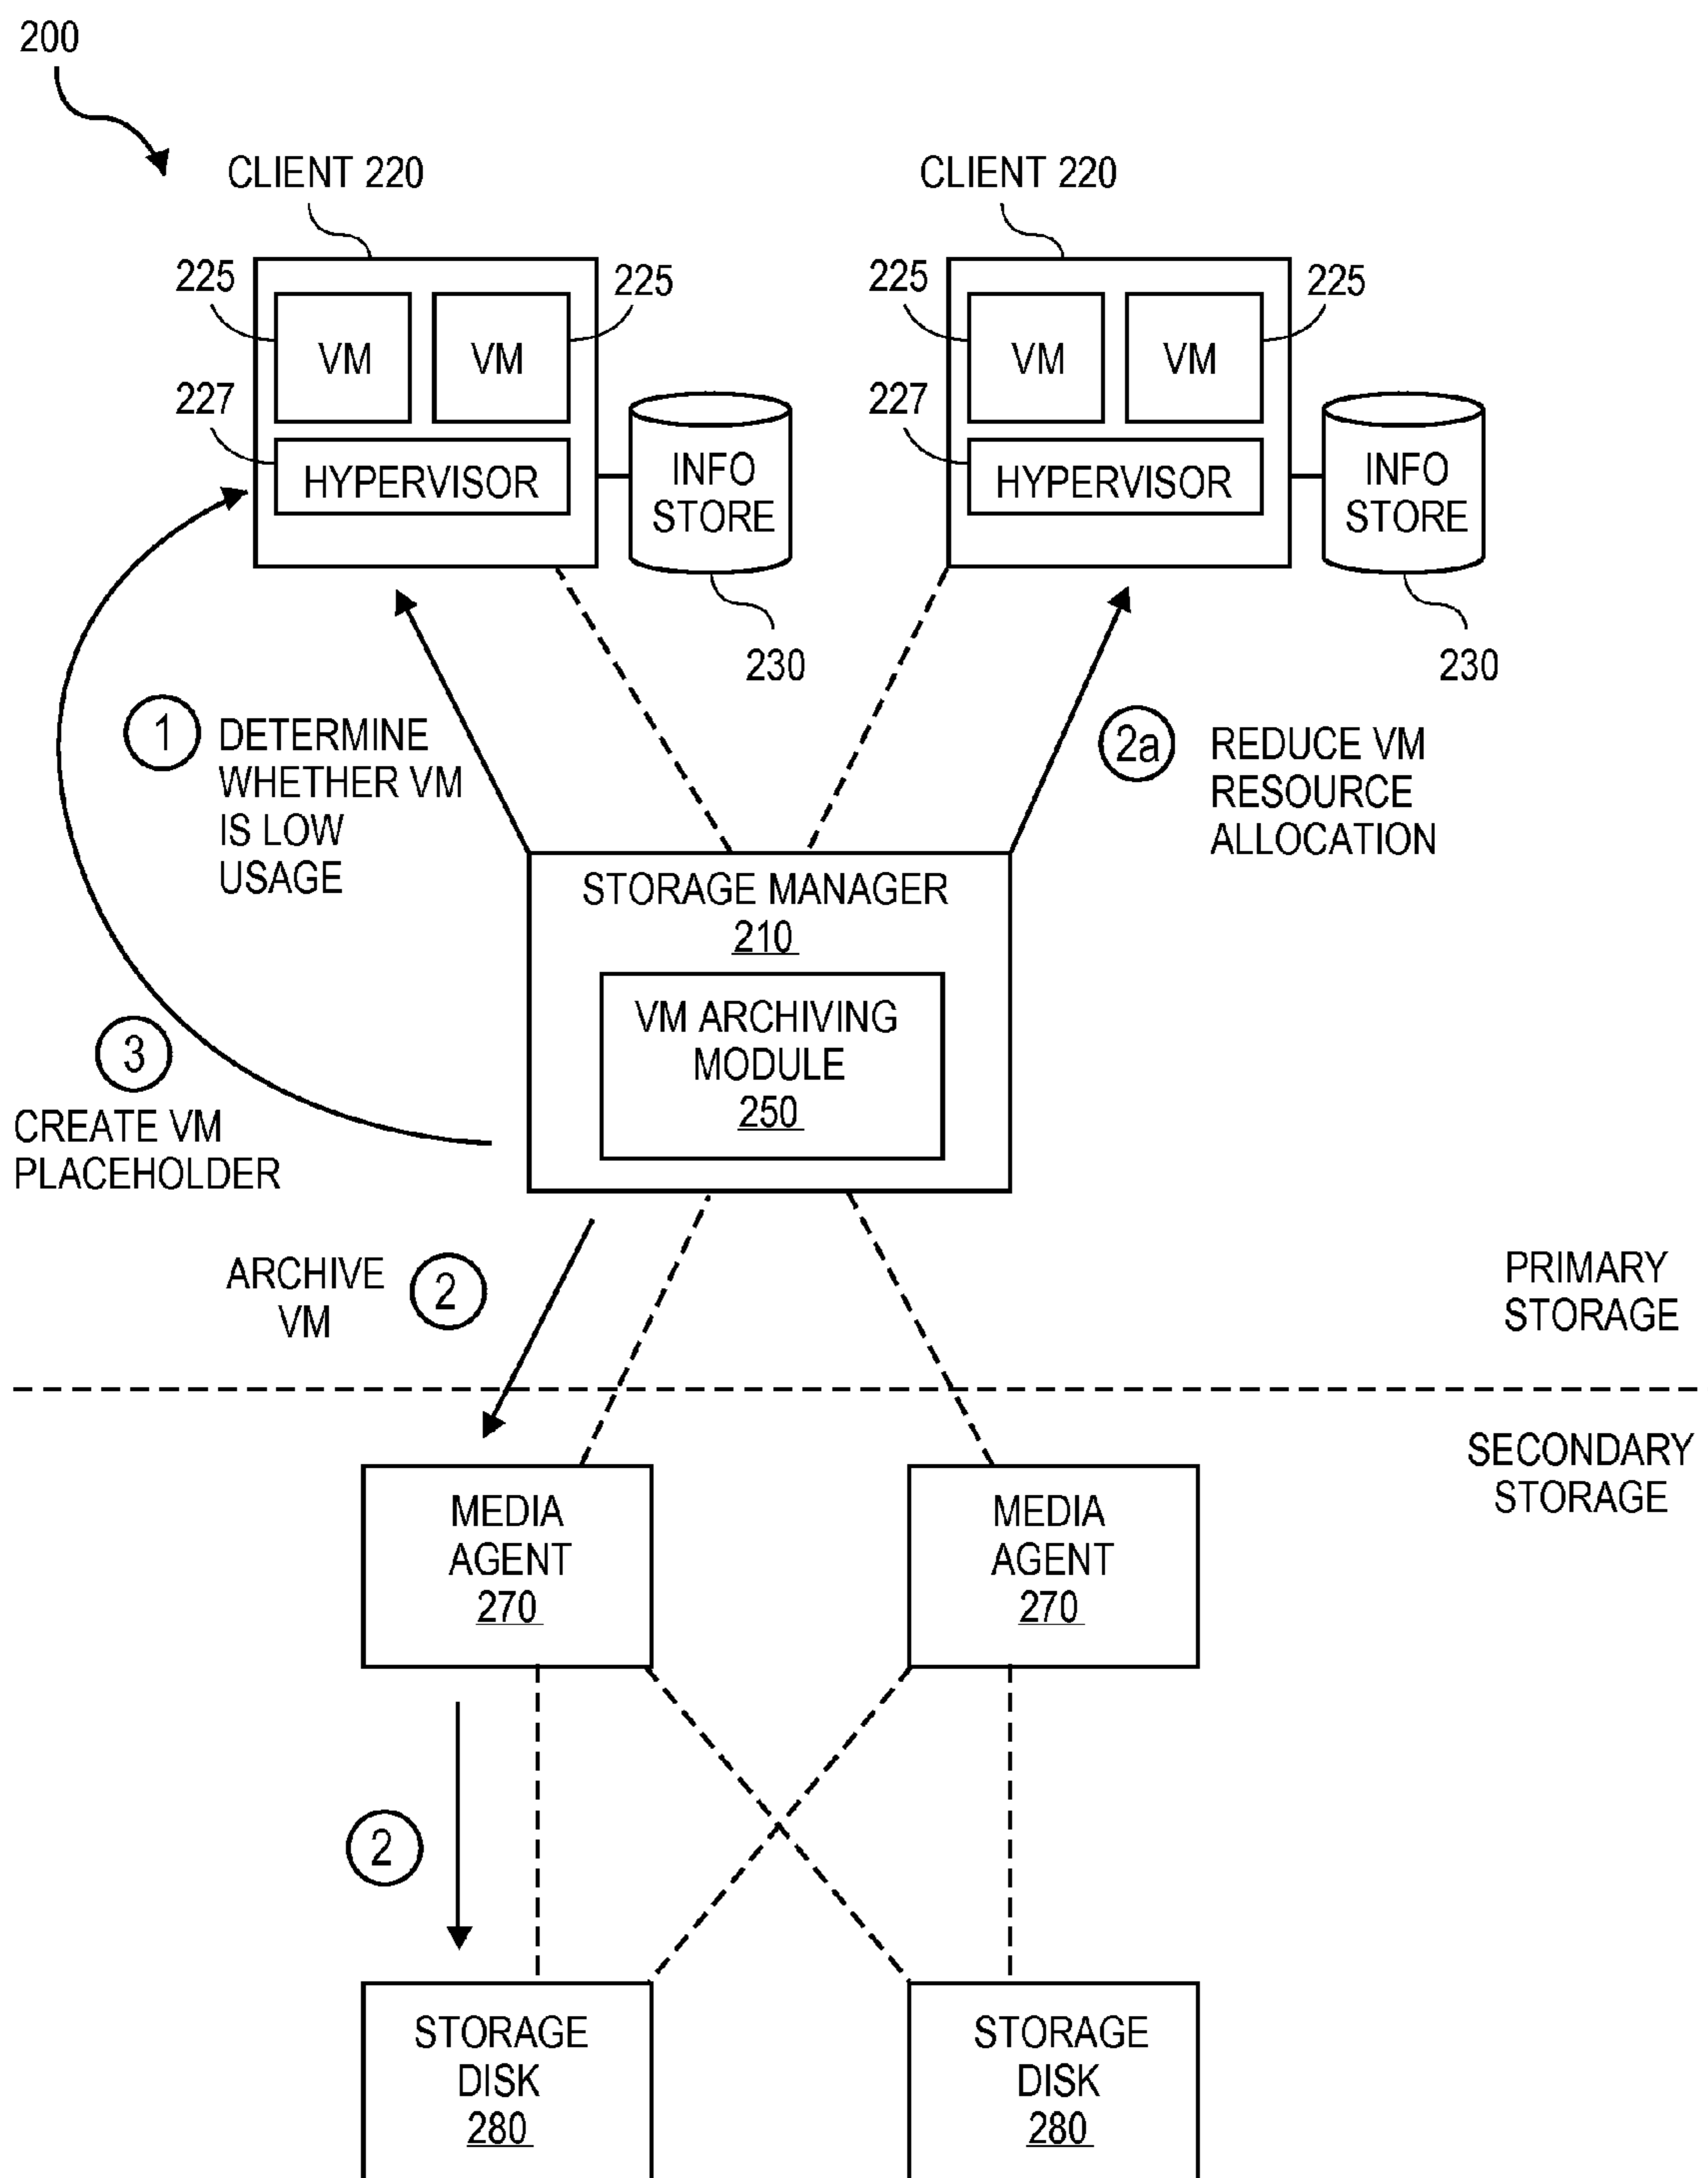 200
CLIENT 220
CLIENT 220
225
225
225
225
VM
VM
VM
VM
227
227
HYPERVISOR
HYPERVISOR
INFO
STORE
INFO
STORE
230
230
1
DETERMINE
WHETHER VM
IS LOW
USAGE
2a
REDUCE VM
RESOURCE
ALLOCATION
STORAGE MANAGER
210
VM ARCHIVING
MODULE
250
3
CREATE VM
PLACEHOLDER
ARCHIVE
VM
2
PRIMARY
STORAGE
SECONDARY
STORAGE
MEDIA
AGENT
270
MEDIA
AGENT
270
2
STORAGE
DISK
280
STORAGE
DISK
280